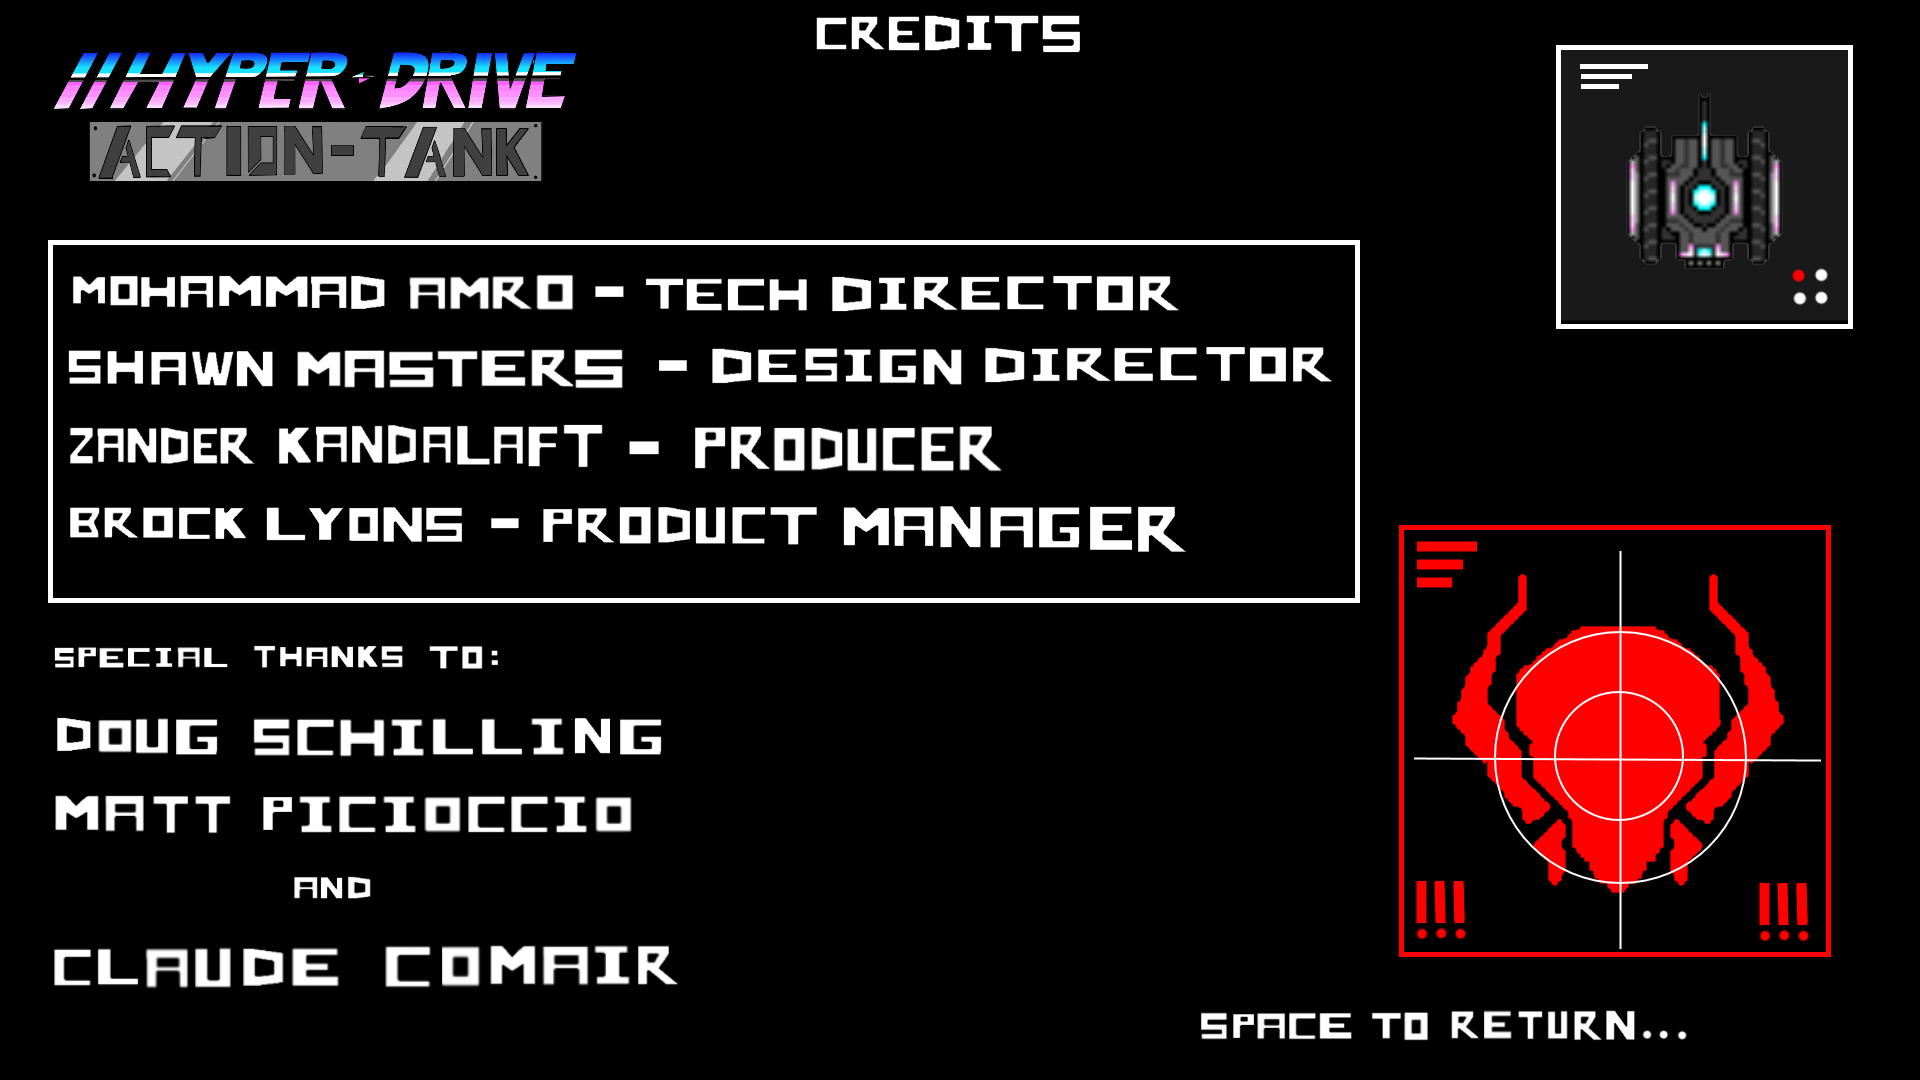 CREDITS
//HYPER-DRIVE
ACTION-TANK
MOHAMMAD AMRO - TECH DIRECTOR
SHAWN MASTERS - DESIGN DIRECTOR
ZANDER KANDALAFT - PRODUCER
BROCK LYONS - PRODUCT MANAGER
SPECIAL THANKS TO:
DOUG SCHILLING
MATT PICIOCCIO
AND
CLAUDE COMAIR
!!!
!!!
SPACE TO RETURN...